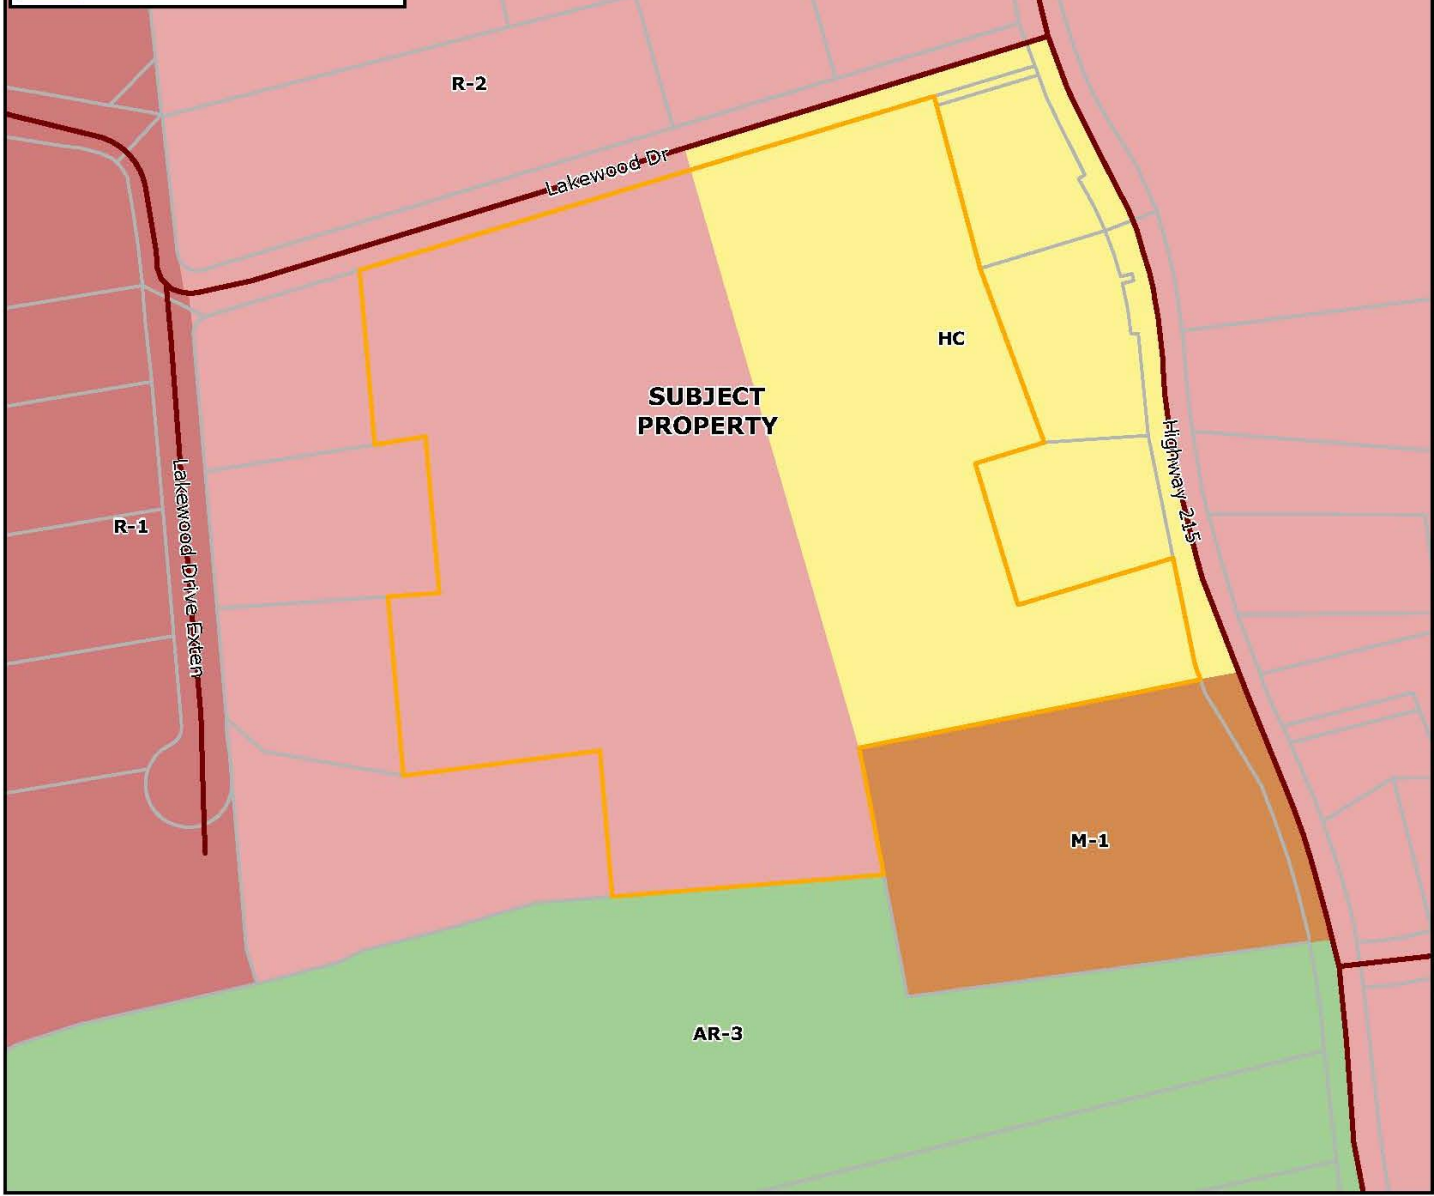 R-2
Lakewood Dr
HC
SUBJECT
PROPERTY
Highway 215
R-1
Lakewood Drive Exten
M-1
AR-3